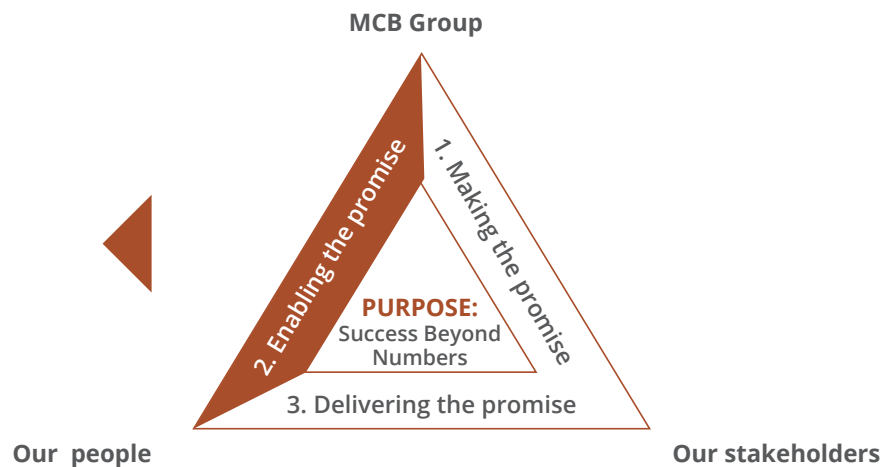 MCB Group
1. Making the promise
2. Enabling the promise
PURPOSE:
Success Beyond
Numbers
3. Delivering the promise
Our people
Our stakeholders